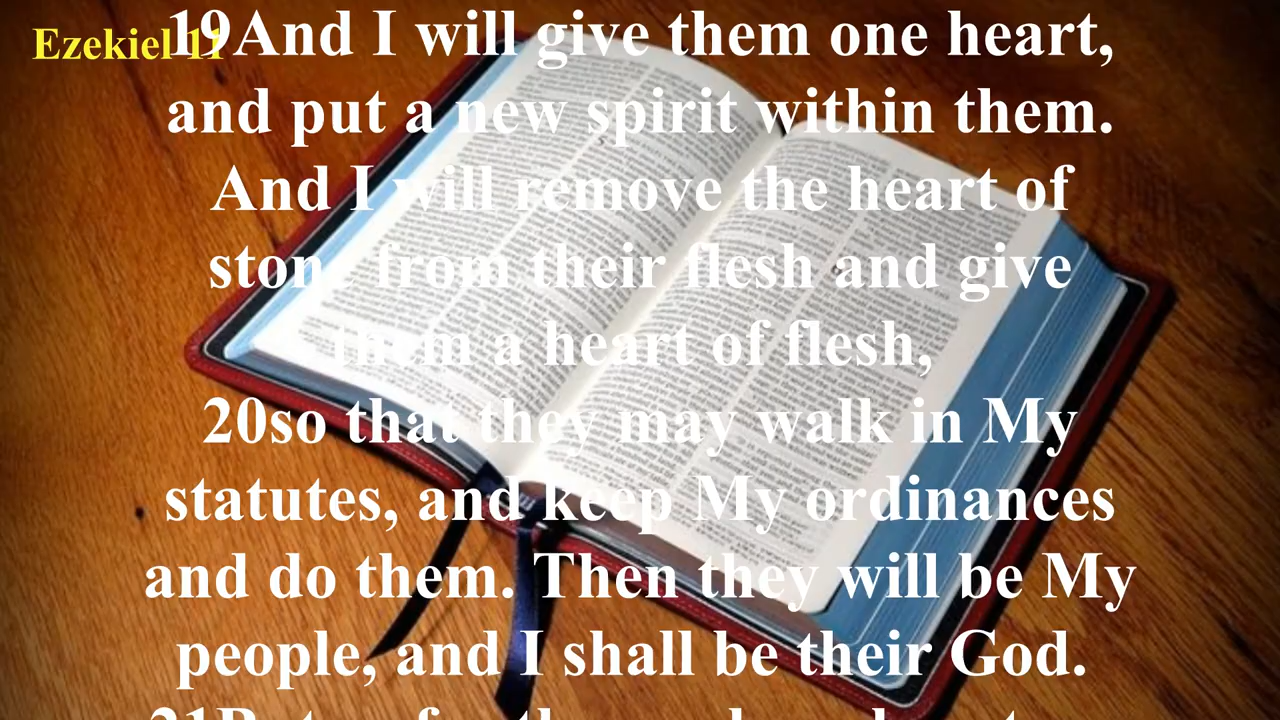 Ezekiel 11
19And I will give them one heart,
and put a new spirit within them.
And I will remove the heart of
stone from their flesh and give
them a heart of flesh,
20so that they may walk in My
statutes, and keep My ordinances
and do them. Then they will be My
people, and I shall be their God.